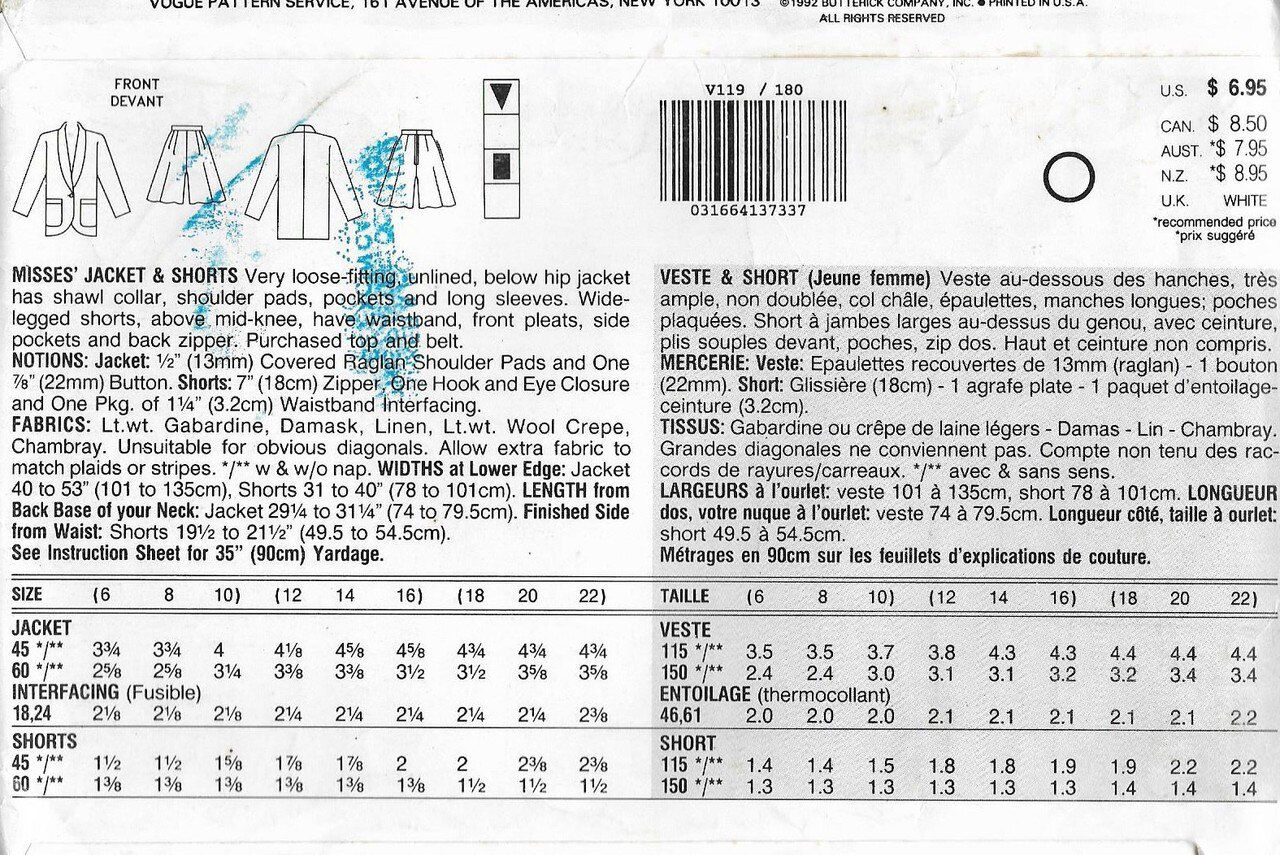 VOGUE PATTERN SERVICE, 161 AVENUE OF THE AMERICAS, NEW YORK 10013 ©1992 BUTTERICK COMPANY, INC. ● PRINTED IN U.S.A.
ALL RIGHTS RESERVED
FRONT
DEVANT
V119 / 180
031664137337
U.S. $ 6.95
CAN. $ 8.50
AUST. *$ 7.95
N.Z. *$ 8.95
U.K. WHITE
*recommended price
*prix suggéré
MISSES' JACKET & SHORTS Very loose-fitting, unlined, below hip jacket
has shawl collar, shoulder pads, pockets and long sleeves. Wide-
legged shorts, above mid-knee, have waistband, front pleats, side
pockets and back zipper. Purchased top and belt.
NOTIONS: Jacket: ½" (13mm) Covered Raglan Shoulder Pads and One
⅞" (22mm) Button. Shorts: 7" (18cm) Zipper, One Hook and Eye Closure
and One Pkg. of 1¼" (3.2cm) Waistband Interfacing.
FABRICS: Lt.wt. Gabardine, Damask, Linen, Lt.wt. Wool Crepe,
Chambray. Unsuitable for obvious diagonals. Allow extra fabric to
match plaids or stripes. */** w & w/o nap. WIDTHS at Lower Edge: Jacket
40 to 53" (101 to 135cm), Shorts 31 to 40" (78 to 101cm). LENGTH from
Back Base of your Neck: Jacket 29¼ to 31¼" (74 to 79.5cm). Finished Side
from Waist: Shorts 19½ to 21½" (49.5 to 54.5cm).
See Instruction Sheet for 35" (90cm) Yardage.
VESTE & SHORT (Jeune femme) Veste au-dessous des hanches, très
ample, non doublée, col châle, épaulettes, manches longues; poches
plaquées. Short à jambes larges au-dessus du genou, avec ceinture,
plis souples devant, poches, zip dos. Haut et ceinture non compris.
MERCERIE: Veste: Epaulettes recouvertes de 13mm (raglan) - 1 bouton
(22mm). Short: Glissière (18cm) - 1 agrafe plate - 1 paquet d'entoilage-
ceinture (3.2cm).
TISSUS: Gabardine ou crêpe de laine légers - Damas - Lin - Chambray.
Grandes diagonales ne conviennent pas. Compte non tenu des rac-
cords de rayures/carreaux. */** avec & sans sens.
LARGEURS à l'ourlet: veste 101 à 135cm, short 78 à 101cm. LONGUEUR
dos, votre nuque à l'ourlet: veste 74 à 79.5cm. Longueur côté, taille à ourlet:
short 49.5 à 54.5cm.
Métrages en 90cm sur les feuillets d'explications de couture.
SIZE (6 8 10) (12 14 16) (18 20 22)
JACKET
45 */** 3¾ 3¾ 4 4⅛ 4⅝ 4⅝ 4¾ 4¾ 4¾
60 */** 2⅝ 2⅝ 3¼ 3⅜ 3⅜ 3½ 3½ 3⅝ 3⅝
INTERFACING (Fusible)
18,24 2⅛ 2⅛ 2⅛ 2¼ 2¼ 2¼ 2¼ 2¼ 2⅜
SHORTS
45 */** 1½ 1½ 1⅝ 1⅞ 1⅞ 2 2 2⅜ 2⅜
60 */** 1⅜ 1⅜ 1⅜ 1⅜ 1⅜ 1⅜ 1½ 1½ 1½
TAILLE (6 8 10) (12 14 16) (18 20 22)
VESTE
115 */** 3.5 3.5 3.7 3.8 4.3 4.3 4.4 4.4 4.4
150 */** 2.4 2.4 3.0 3.1 3.1 3.2 3.2 3.4 3.4
ENTOILAGE (thermocollant)
46,61 2.0 2.0 2.0 2.1 2.1 2.1 2.1 2.1 2.2
SHORT
115 */** 1.4 1.4 1.5 1.8 1.8 1.9 1.9 2.2 2.2
150 */** 1.3 1.3 1.3 1.3 1.3 1.3 1.4 1.4 1.4